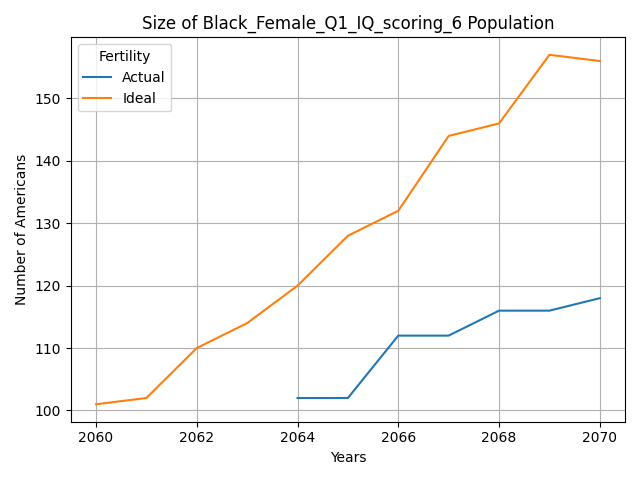 Size of Black_Female_Q1_IQ_scoring_6 Population
Fertility
Actual
Ideal
Number of Americans
150
140
130
120
110
100
2060 2062 2064 2066 2068 2070
Years